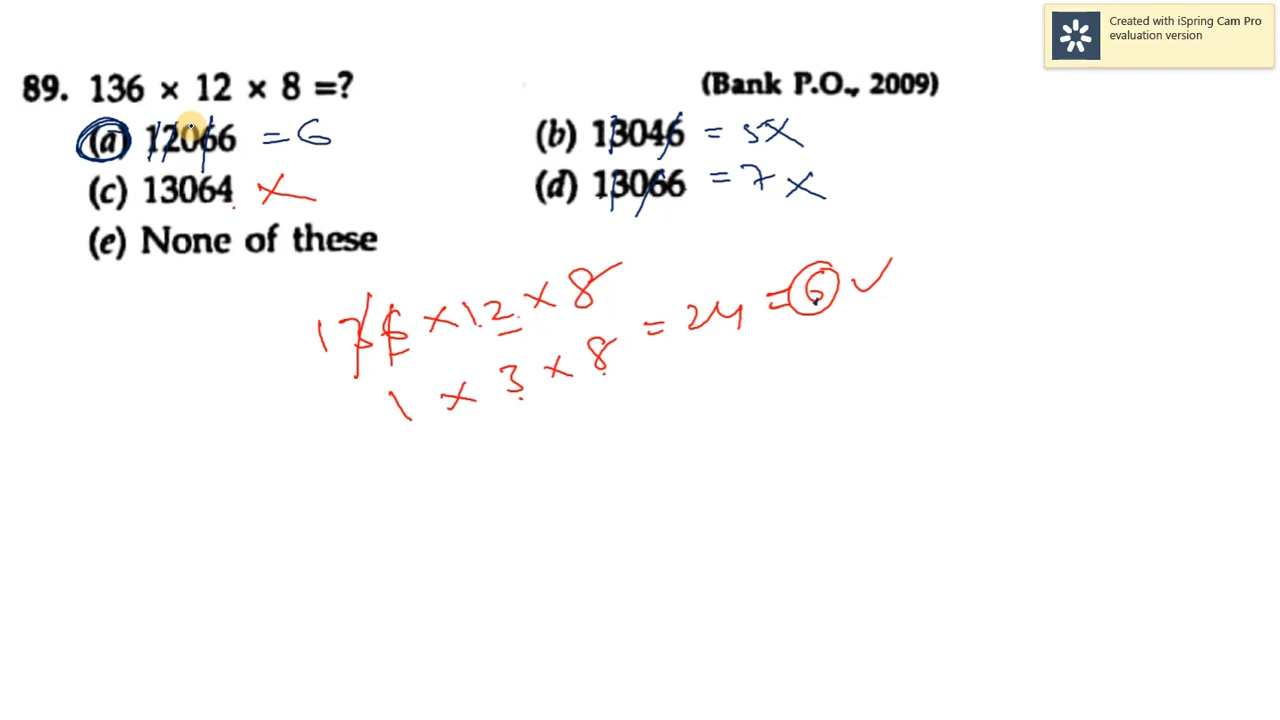 Created with iSpring Cam Pro
evaluation version
89. 136 × 12 × 8 =? (Bank P.O., 2009)
(a) 12066 = 6 (b) 13046 = 5 X
(c) 13064 X (d) 13066 = 7 X
(e) None of these
136 × 12 × 8
1 × 3 × 8 = 24 = 6 ✓